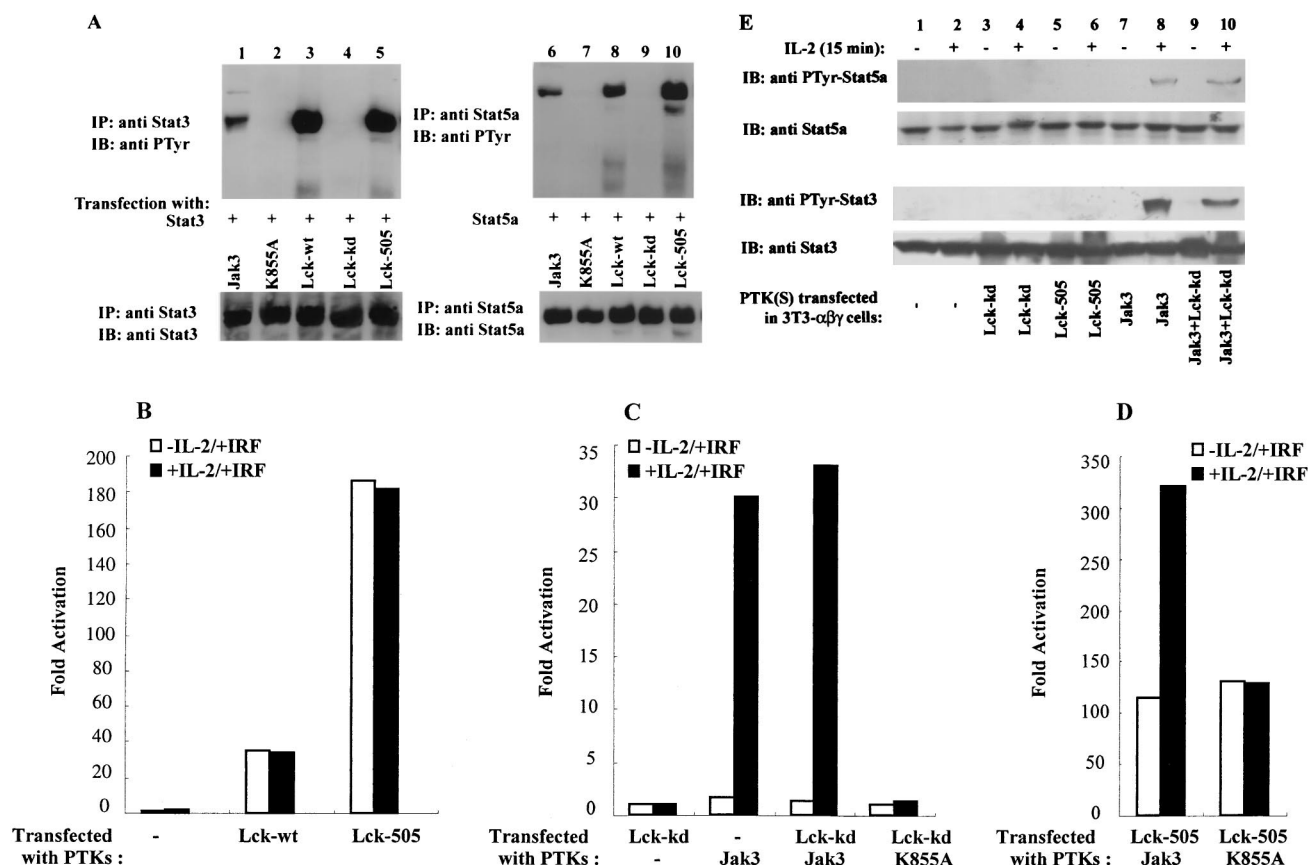 A
1 2 3 4 5
6 7 8 9 10
IP: anti Stat3
IB: anti PTyr
IP: anti Stat5a
IB: anti PTyr
Transfection with:
Stat3 + + + + +
Stat5a + + + + +
Jak3 K855A Lck-wt Lck-kd Lck-505
Jak3 K855A Lck-wt Lck-kd Lck-505
IP: anti Stat3
IB: anti Stat3
IP: anti Stat5a
IB: anti Stat5a
E
1 2 3 4 5 6 7 8 9 10
IL-2 (15 min): - + - + - + - + - +
IB: anti PTyr-Stat5a
IB: anti Stat5a
IB: anti PTyr-Stat3
IB: anti Stat3
PTK(S) transfected
in 3T3-αβγ cells:
- - Lck-kd Lck-kd Lck-505 Lck-505 Jak3 Jak3 Jak3+Lck-kd Jak3+Lck-kd
B
-IL-2/+IRF
+IL-2/+IRF
Fold Activation
200
180
160
140
120
100
80
60
40
20
0
Transfected
with PTKs :
- Lck-wt Lck-505
C
-IL-2/+IRF
+IL-2/+IRF
Fold Activation
35
30
25
20
15
10
5
0
Transfected Lck-kd - Lck-kd Lck-kd
with PTKs : - Jak3 Jak3 K855A
D
-IL-2/+IRF
+IL-2/+IRF
Fold Activation
350
300
250
200
150
100
50
0
Transfected Lck-505 Lck-505
with PTKs : Jak3 K855A